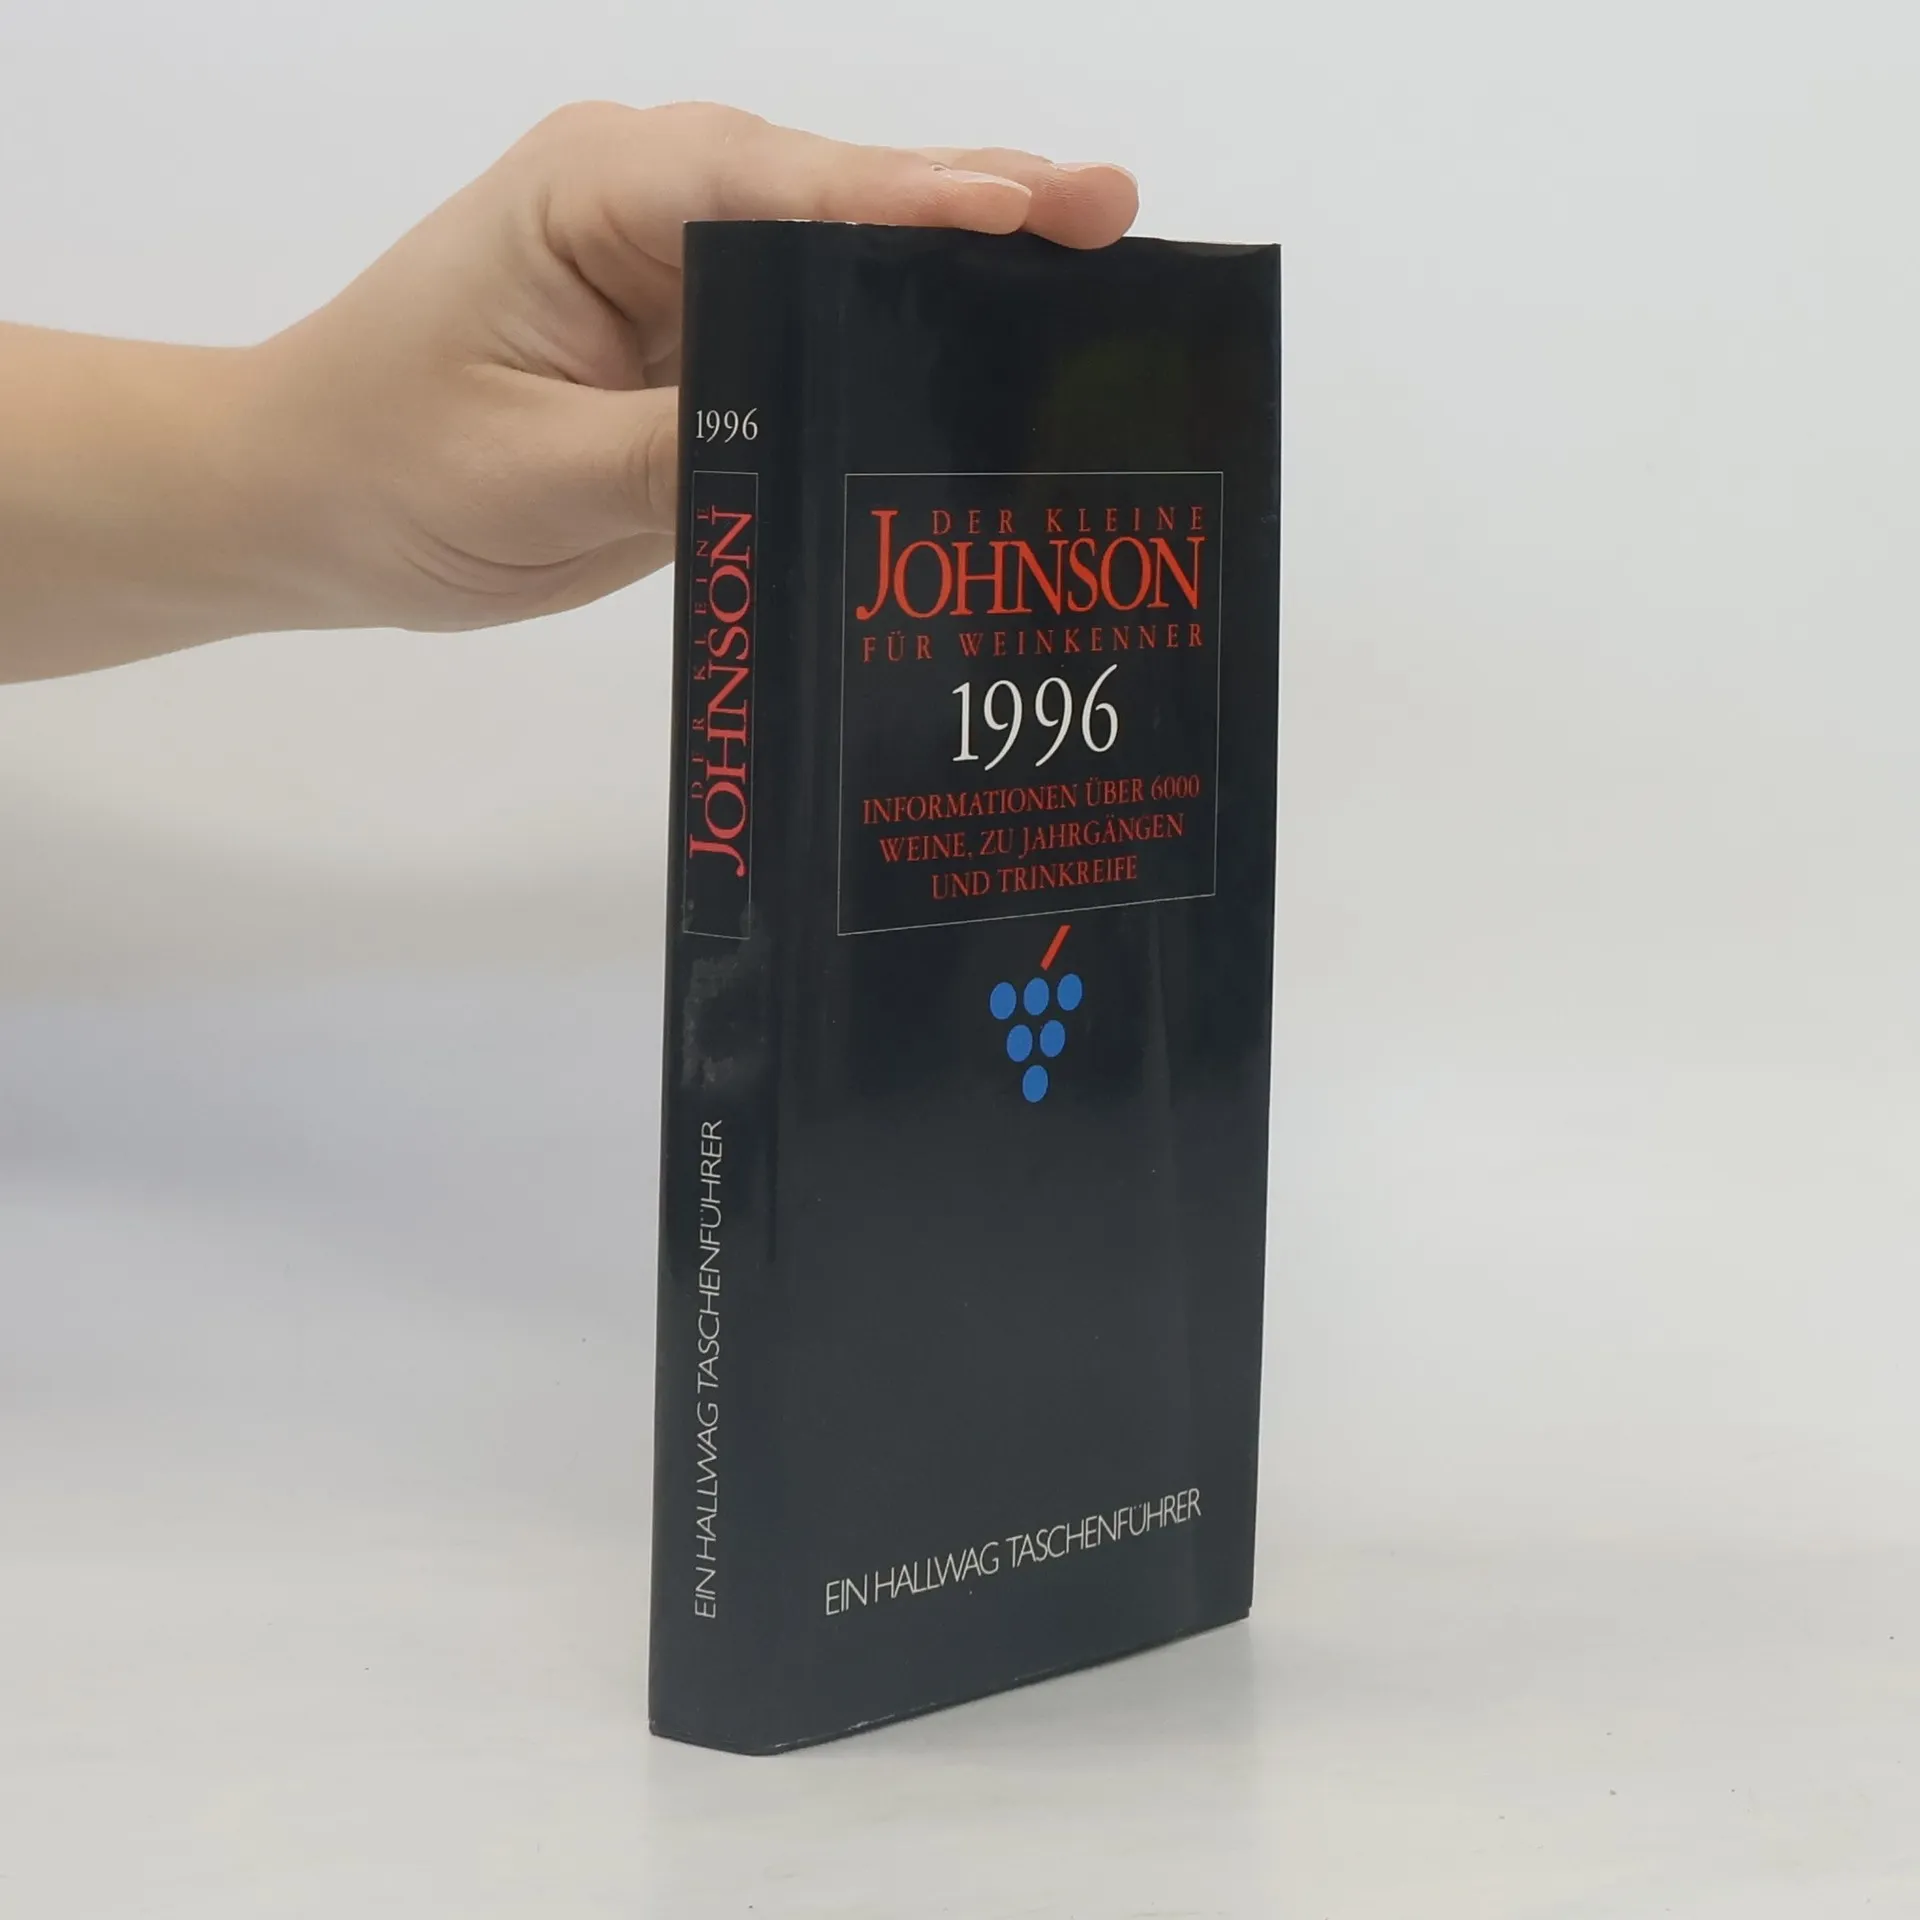 1996
DER KLEINE
JOHNSON
EIN HALLWAG TASCHENFÜHRER
DER KLEINE
JOHNSON
FÜR WEINKENNER
1996
INFORMATIONEN ÜBER 6000
WEINE, ZU JAHRGÄNGEN
UND TRINKREIFE
EIN HALLWAG TASCHENFÜHRER